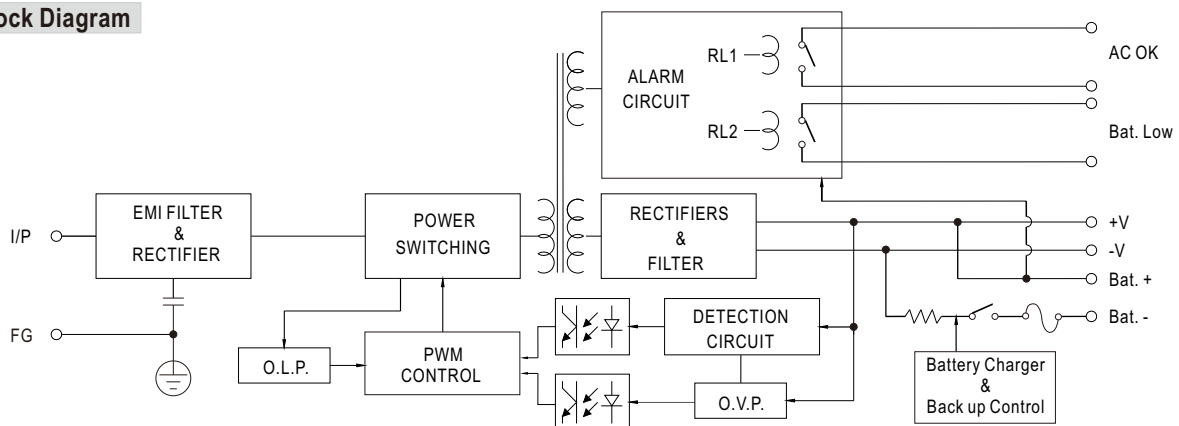 ock Diagram
RL1
AC OK
ALARM
CIRCUIT
RL2
Bat. Low
I/P
EMI FILTER
&
RECTIFIER
POWER
SWITCHING
RECTIFIERS
&
FILTER
+V
-V
Bat. +
Bat. -
FG
O.L.P.
PWM
CONTROL
DETECTION
CIRCUIT
O.V.P.
Battery Charger
&
Back up Control